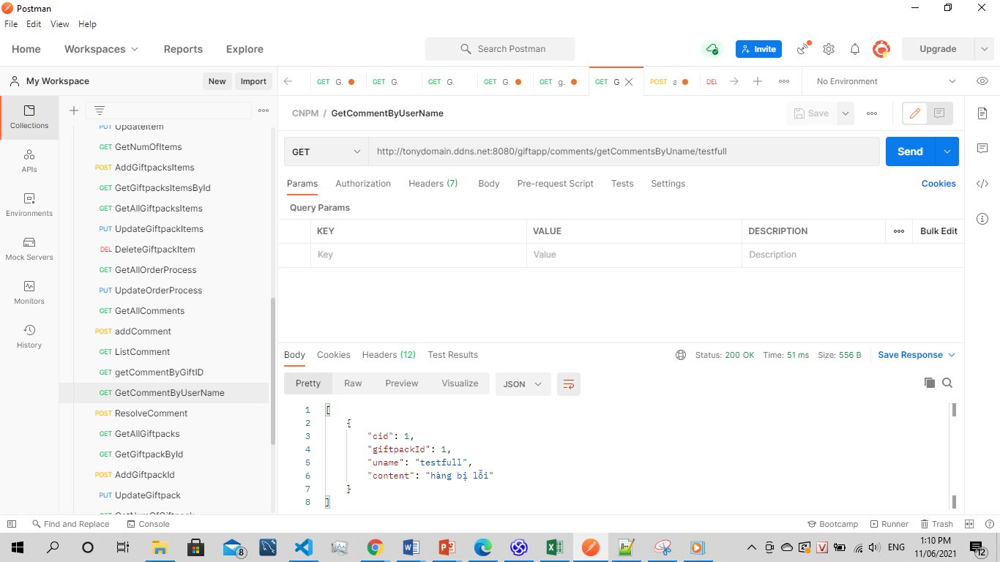 Postman
File Edit View Help
Home Workspaces Reports Explore Search Postman Invite Upgrade
My Workspace New Import GET G. GET G. GET G. GET G. GET g. GET G POST a DEL No Environment
CNPM / GetCommentByUserName Save
GET http://tonydomain.ddns.net:8080/giftapp/comments/getCommentsByUname/testfull Send
Params Authorization Headers (7) Body Pre-request Script Tests Settings Cookies
Query Params
KEY VALUE DESCRIPTION Bulk Edit
Key Value Description
Collections
APIs
Environments
Mock Servers
Monitors
History
PUT UpdateItem
GET GetNumOfItems
POST AddGiftpacksItems
GET GetGiftpacksItemsById
GET GetAllGiftpacksItems
PUT UpdateGiftpackItems
DEL DeleteGiftpackItem
GET GetAllOrderProcess
PUT UpdateOrderProcess
GET GetAllComments
POST addComment
GET ListComment
GET getCommentByGiftID
GET GetCommentByUserName
POST ResolveComment
GET GetAllGiftpacks
GET GetGiftpackById
POST AddGiftpackId
PUT UpdateGiftpack
GET GetNumOfGiftpack
Body Cookies Headers (12) Test Results Status: 200 OK Time: 51 ms Size: 556 B Save Response
Pretty Raw Preview Visualize JSON
1 [
2 {
3 "cid": 1,
4 "giftpackId": 1,
5 "uname": "testfull",
6 "content": "hàng bị lỗi"
7 }
8 ]
Find and Replace Console Bootcamp Runner Trash
8 ENG 1:10 PM
11/06/2021 12